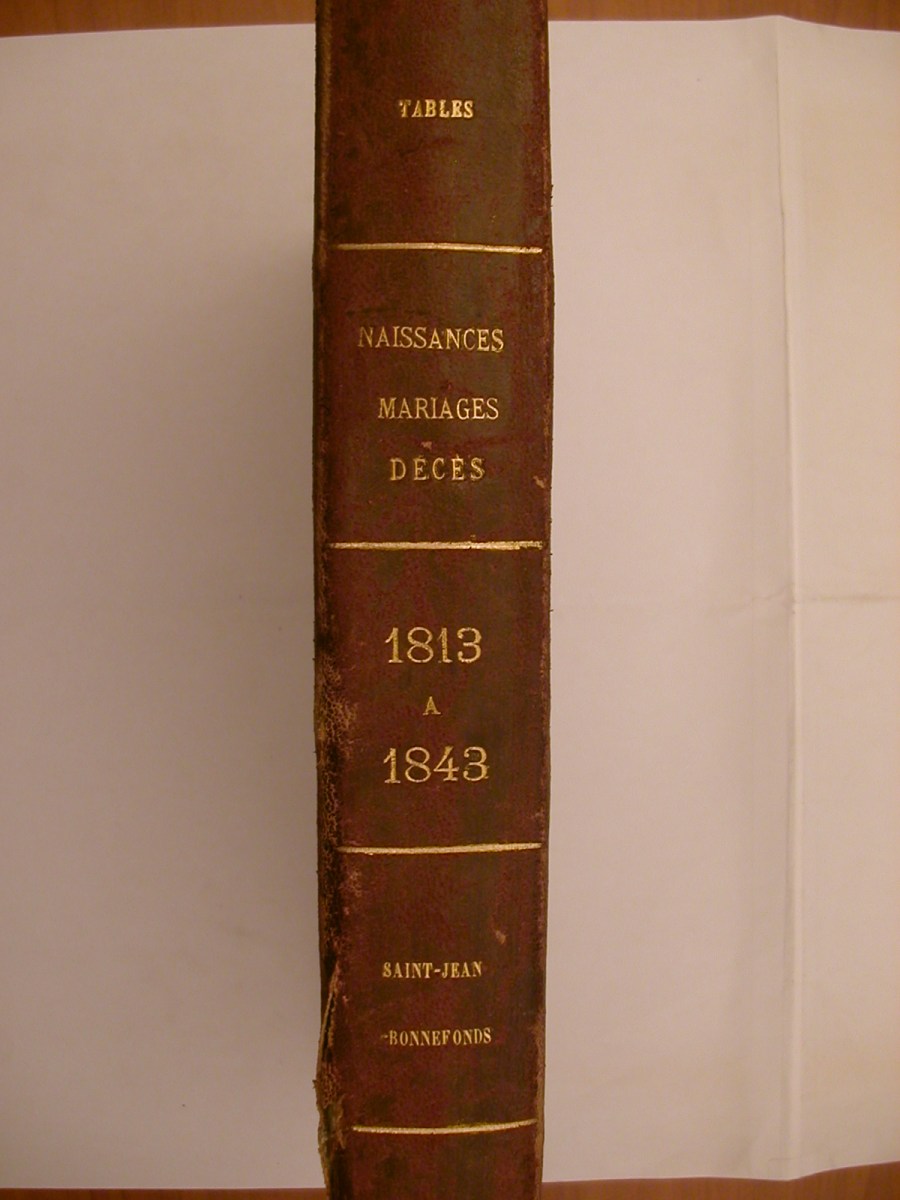 TABLES
NAISSANCES
MARIAGES
DÉCÈS
1813
A
1843
SAINT-JEAN
-BONNEFONDS